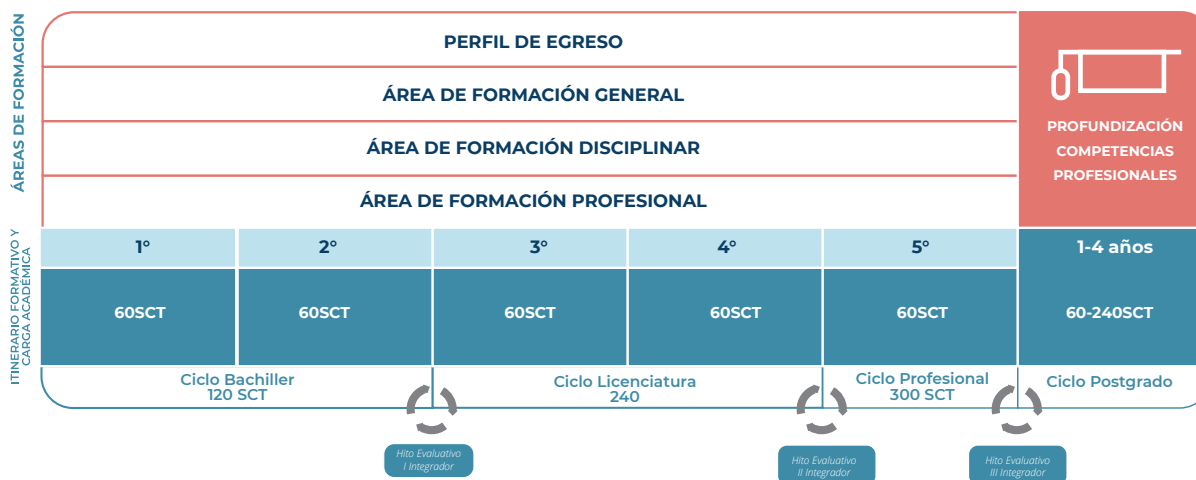 ÁREAS DE FORMACIÓN
PERFIL DE EGRESO
ÁREA DE FORMACIÓN GENERAL
ÁREA DE FORMACIÓN DISCIPLINAR
ÁREA DE FORMACIÓN PROFESIONAL
PROFUNDIZACIÓN
COMPETENCIAS
PROFESIONALES
ITINERARIO FORMATIVO Y
CARGA ACADÉMICA
1°
2°
3°
4°
5°
1-4 años
60SCT
60SCT
60SCT
60SCT
60SCT
60-240SCT
Ciclo Bachiller
120 SCT
Ciclo Licenciatura
240
Ciclo Profesional
300 SCT
Ciclo Postgrado
Hito Evaluativo
I Integrador
Hito Evaluativo
II Integrador
Hito Evaluativo
III Integrador